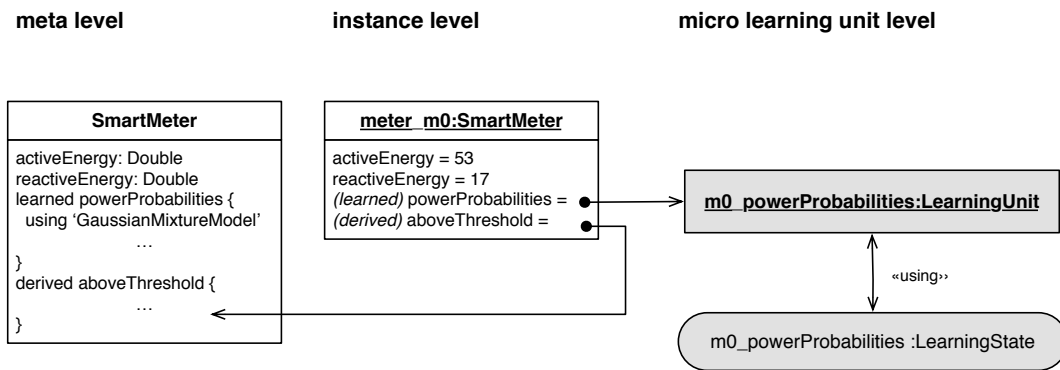 meta level
instance level
micro learning unit level
SmartMeter
activeEnergy: Double
reactiveEnergy: Double
learned powerProbabilities {
using ‘GaussianMixtureModel’
…
}
derived aboveThreshold {
…
}
meter_m0:SmartMeter
activeEnergy = 53
reactiveEnergy = 17
(learned) powerProbabilities =
(derived) aboveThreshold =
m0_powerProbabilities:LearningUnit
«using››
m0_powerProbabilities :LearningState